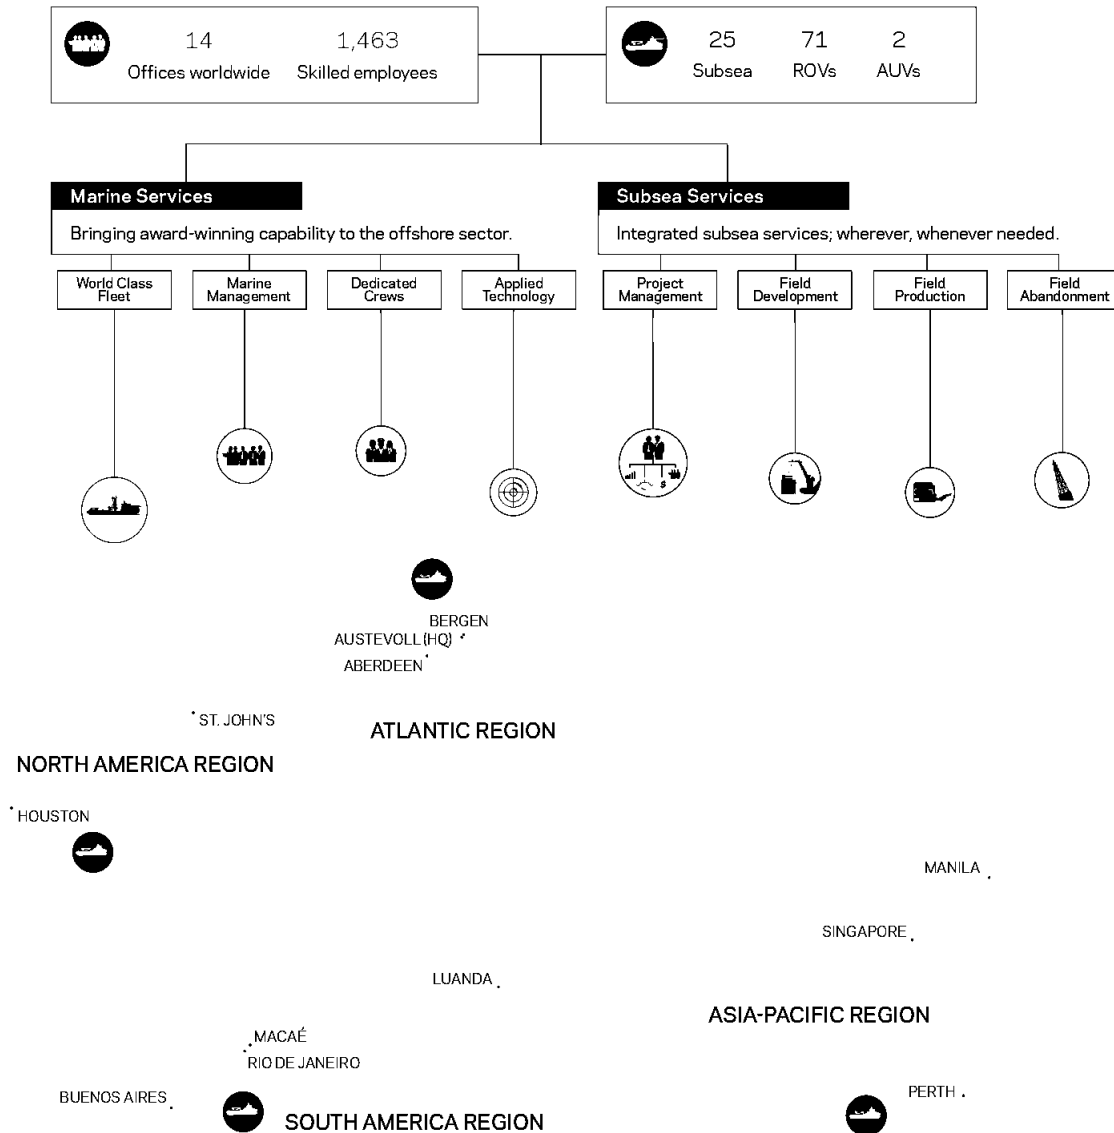 14
Offices worldwide
1,463
Skilled employees
25
Subsea
71
ROVs
2
AUVs
Marine Services
Bringing award-winning capability to the offshore sector.
Subsea Services
Integrated subsea services; wherever, whenever needed.
World Class
Fleet
Marine
Management
Dedicated
Crews
Applied
Technology
Project
Management
Field
Development
Field
Production
Field
Abandonment
$
BERGEN
AUSTEVOLL (HQ)
ABERDEEN
ST. JOHN'S
ATLANTIC REGION
NORTH AMERICA REGION
HOUSTON
MANILA
SINGAPORE
LUANDA
ASIA-PACIFIC REGION
MACAÉ
RIO DE JANEIRO
BUENOS AIRES
PERTH
SOUTH AMERICA REGION